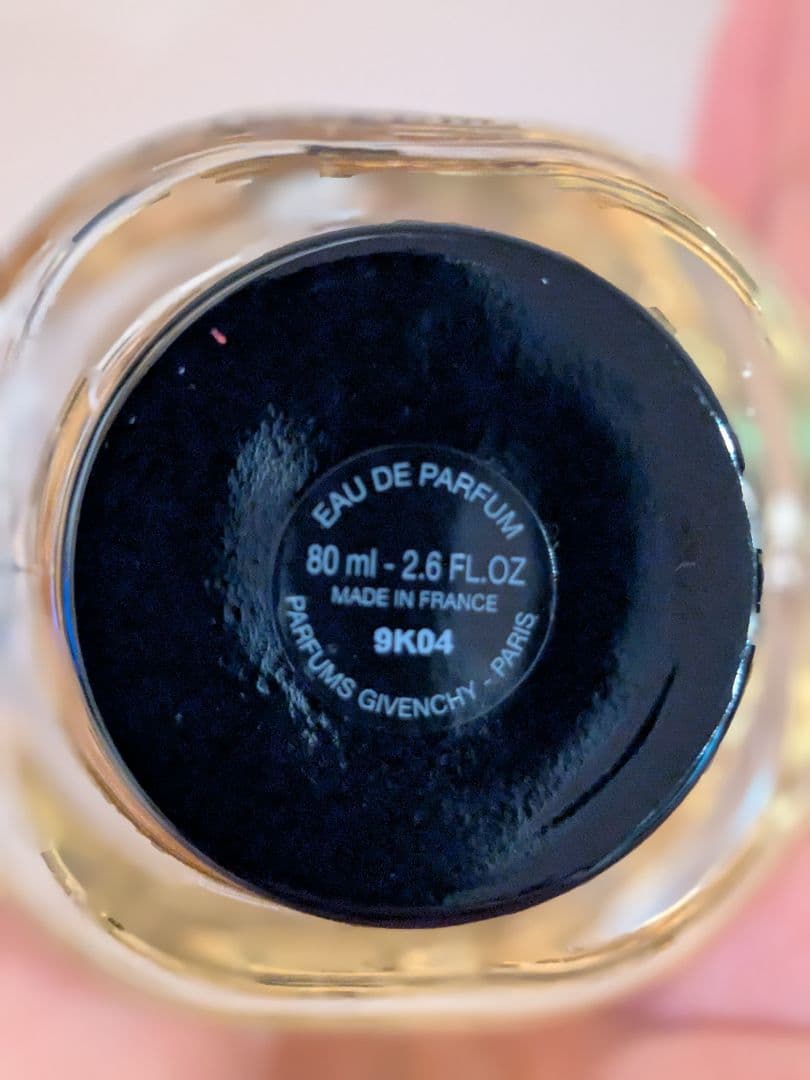 EAU DE PARFUM
80 ml - 2.6 FL.OZ
MADE IN FRANCE
9K04
PARFUMS GIVENCHY - PARIS